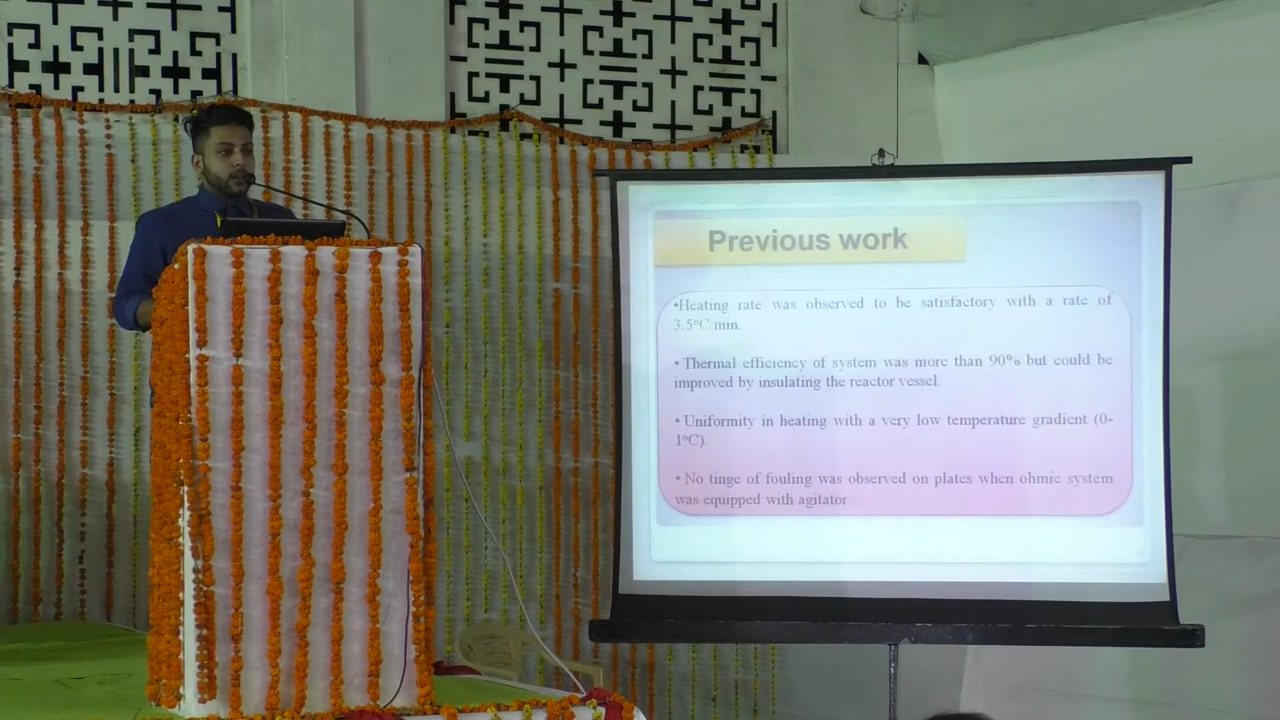 Previous work
•Heating rate was observed to be satisfactory with a rate of
3.5°C/min.
• Thermal efficiency of system was more than 90% but could be
improved by insulating the reactor vessel.
• Uniformity in heating with a very low temperature gradient (0-
1°C).
• No tinge of fouling was observed on plates when ohmic system
was equipped with agitator.